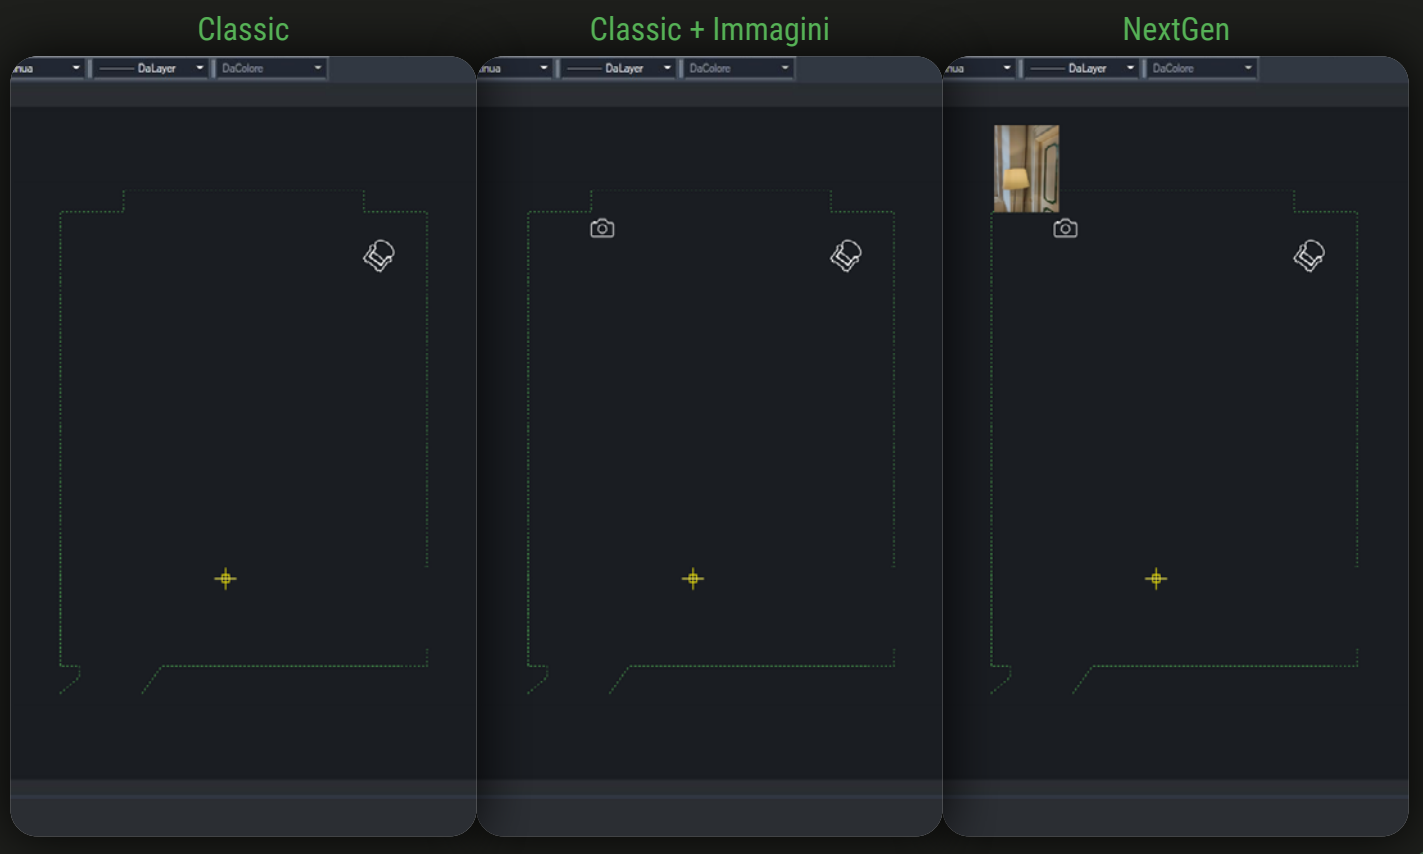 Classic
Classic + Immagini
NextGen
DaLayer
DaColore
DaLayer
DaColore
DaLayer
DaColore